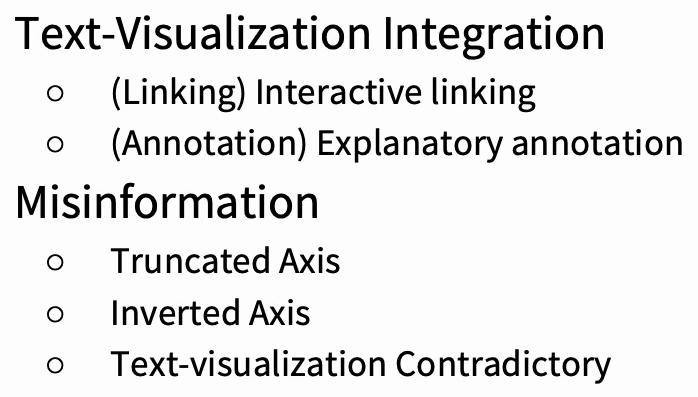 Text-Visualization Integration
○ (Linking) Interactive linking
○ (Annotation) Explanatory annotation
Misinformation
○ Truncated Axis
○ Inverted Axis
○ Text-visualization Contradictory